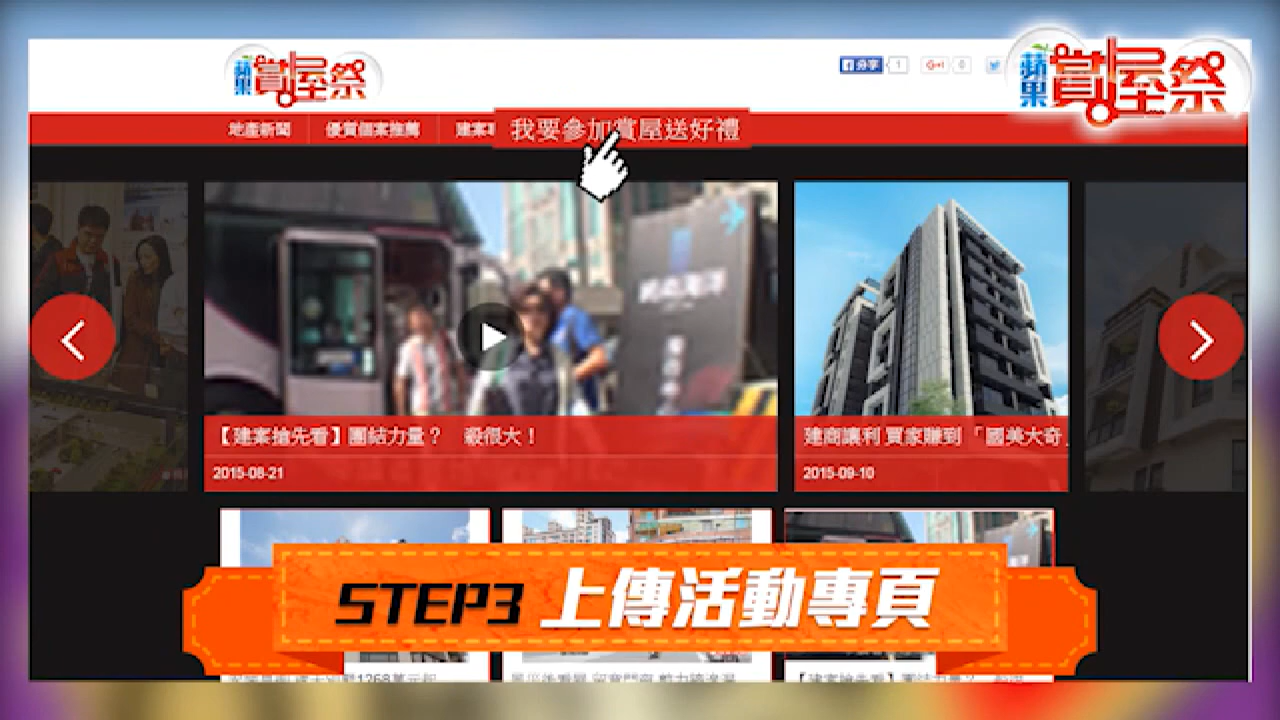 蘋果 賞屋祭
分享 1
G+1 0
蘋果 賞屋祭
地產新聞
優質個案推薦
我要參加賞屋送好禮
【建案搶先看】團結力量? 殺很大!
2015-08-21
建商讓利 買家賺到 「國美大奇」
2015-09-10
STEP3 上傳活動專頁